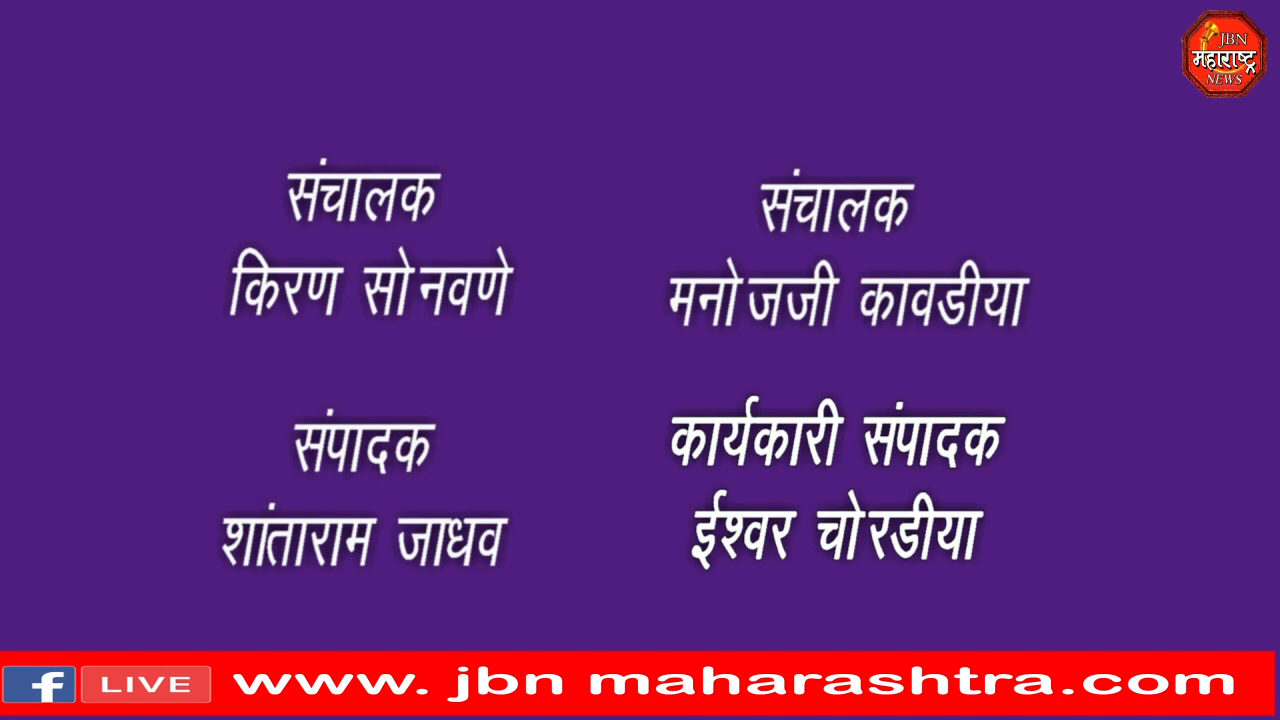 JBN
महाराष्ट्र
NEWS
संचालक
किरण सोनवणे
संचालक
मनोजजी कावडीया
संपादक
शांताराम जाधव
कार्यकारी संपादक
ईश्वर चोरडीया
f LIVE www. jbn maharashtra.com